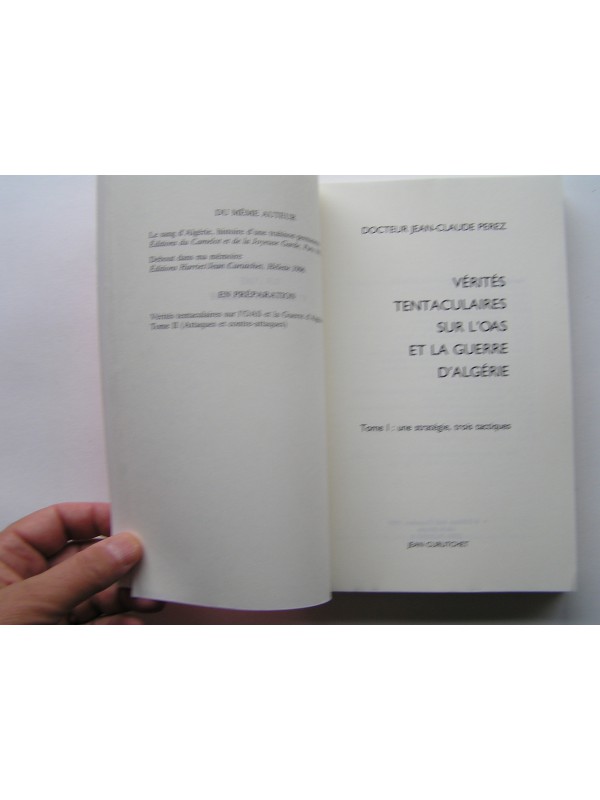 DU MÊME AUTEUR
Le sang d'Algérie, histoire d'une trahison permanente,
Editions du Camelot et de la Joyeuse Garde, Paris
Debout dans ma mémoire
Editions Harriet/Jean Curutchet, Hélette 1996
EN PRÉPARATION
Vérités tentaculaires sur l'OAS et la Guerre
Tome II (Attaques et contre-attaques)
DOCTEUR JEAN-CLAUDE PEREZ
VÉRITÉS
TENTACULAIRES
SUR L'OAS
ET LA GUERRE
D'ALGÉRIE
Tome I : une stratégie, trois tactiques
JEAN CURUTCHET